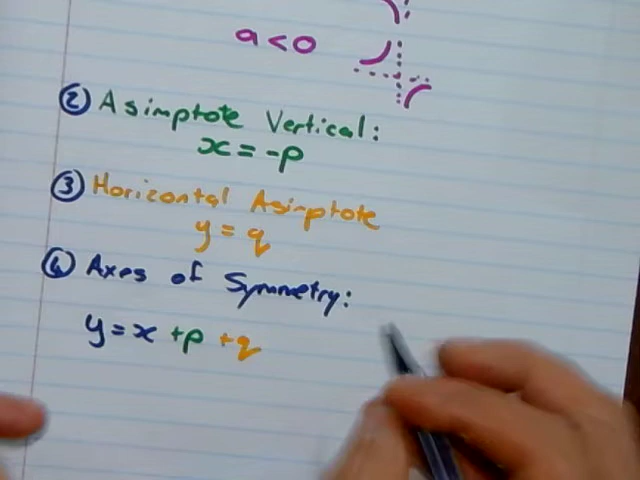 a < 0
② Asimptote Vertical:
x = -p
③ Horizontal Asimptote
y = q
④ Axes of Symmetry:
y = x + p + q